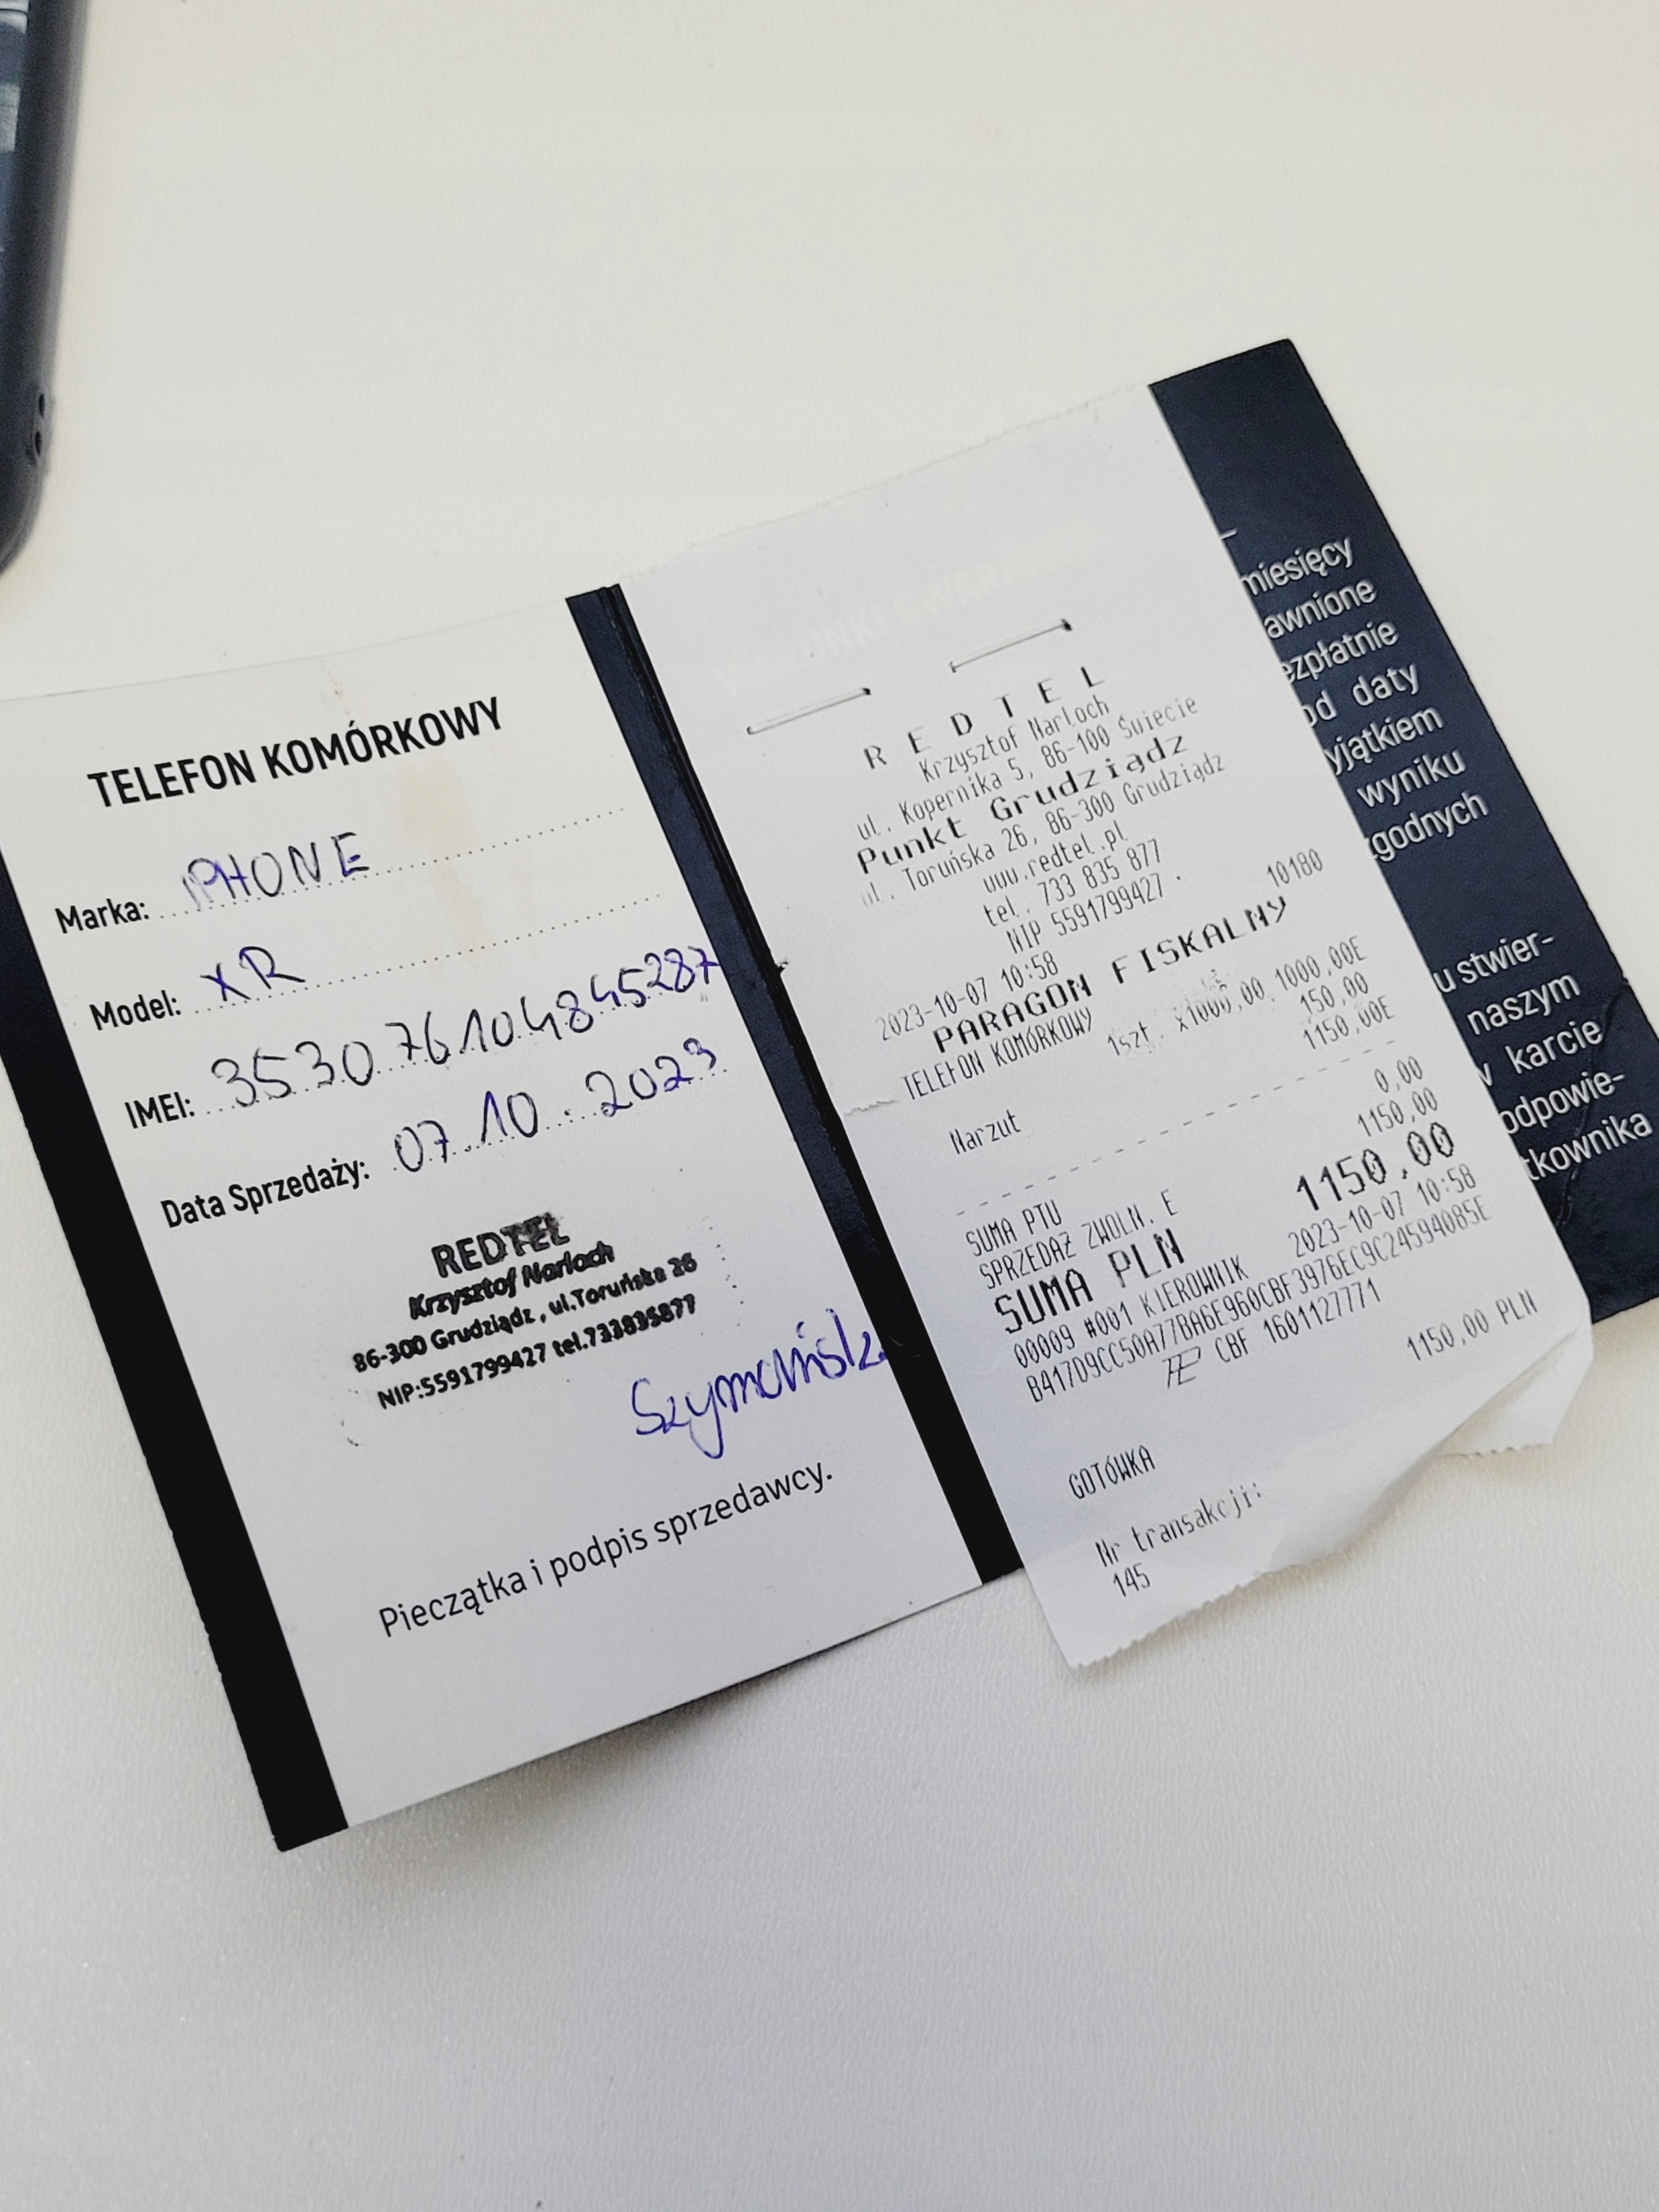 TELEFON KOMÓRKOWY
Marka: iPHONE
Model: XR
IMEI: 353076104845287
Data Sprzedaży: 07.10.2023
REDTEL
Krzysztof Narloch
86-300 Grudziądz, ul.Toruńska 26
NIP:5591799427 tel.733835877
Pieczątka i podpis sprzedawcy.
REDTEL
Krzysztof Narloch
ul. Kopernika 5, 86-100 Świecie
Punkt Grudziądz
ul. Toruńska 26, 86-300 Grudziądz
www.redtel.pl
tel. 733 835 877
NIP 5591799427
2023-10-07 10:58 10180
PARAGON FISKALNY
TELEFON KOMÓRKOWY
1szt. x1000,00 1000,00E
Narzut 150,00
1150,00E
SUMA PTU 0,00
SPRZEDAŻ ZWOLN. E 1150,00
SUMA PLN 1150,00
00009 #001 KIEROWNIK 2023-10-07 10:58
B417D9CC50A77BA6E960CBF3976EC9C24594085E
CBF 1601127771
GOTÓWKA 1150,00 PLN
Nr transakcji:
145
miesięcy
awnione
ezpłatnie
od daty
yjątkiem
wyniku
zgodnych
u stwier-
naszym
karcie
odpowie-
tkownika